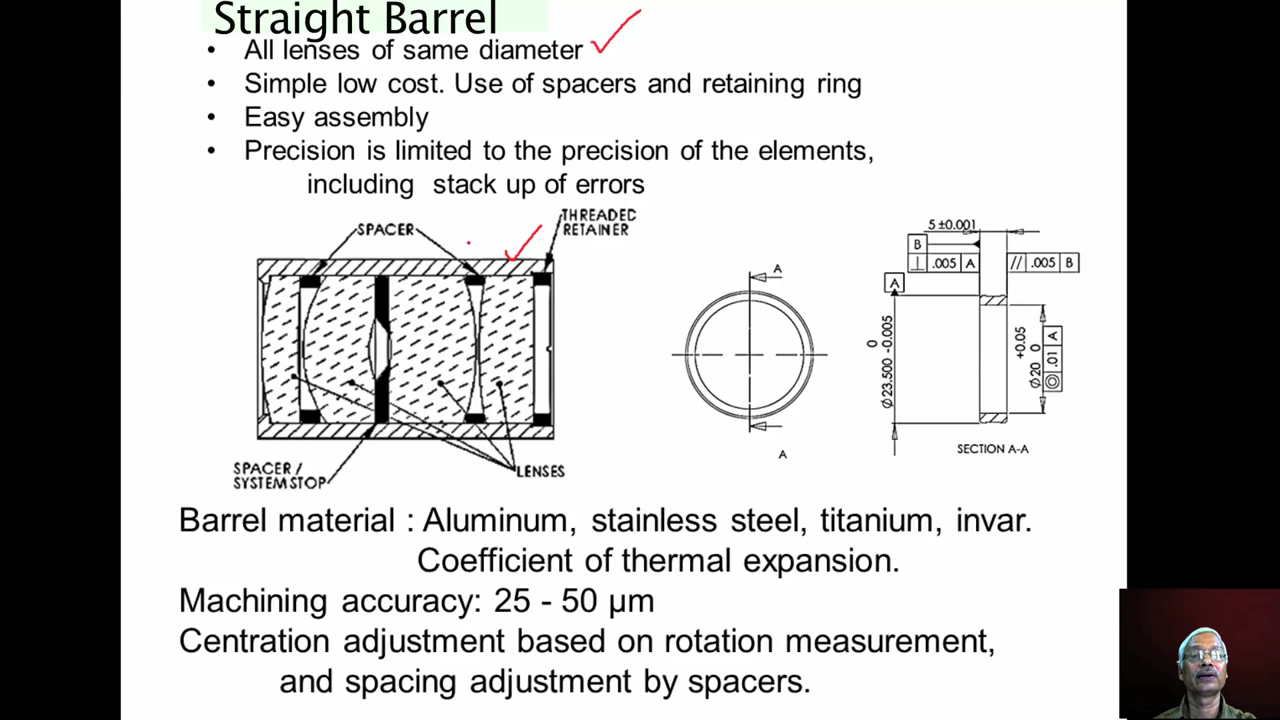 Straight Barrel
• All lenses of same diameter
• Simple low cost. Use of spacers and retaining ring
• Easy assembly
• Precision is limited to the precision of the elements,
including stack up of errors
SPACER
THREADED
RETAINER
SPACER /
SYSTEM STOP
LENSES
A
A
5 ±0.001
B
⊥ .005 A
// .005 B
A
0
Ø23.500 -0.005
+0.05
Ø20 0
◎ .01 A
SECTION A-A
Barrel material : Aluminum, stainless steel, titanium, invar.
Coefficient of thermal expansion.
Machining accuracy: 25 - 50 µm
Centration adjustment based on rotation measurement,
and spacing adjustment by spacers.